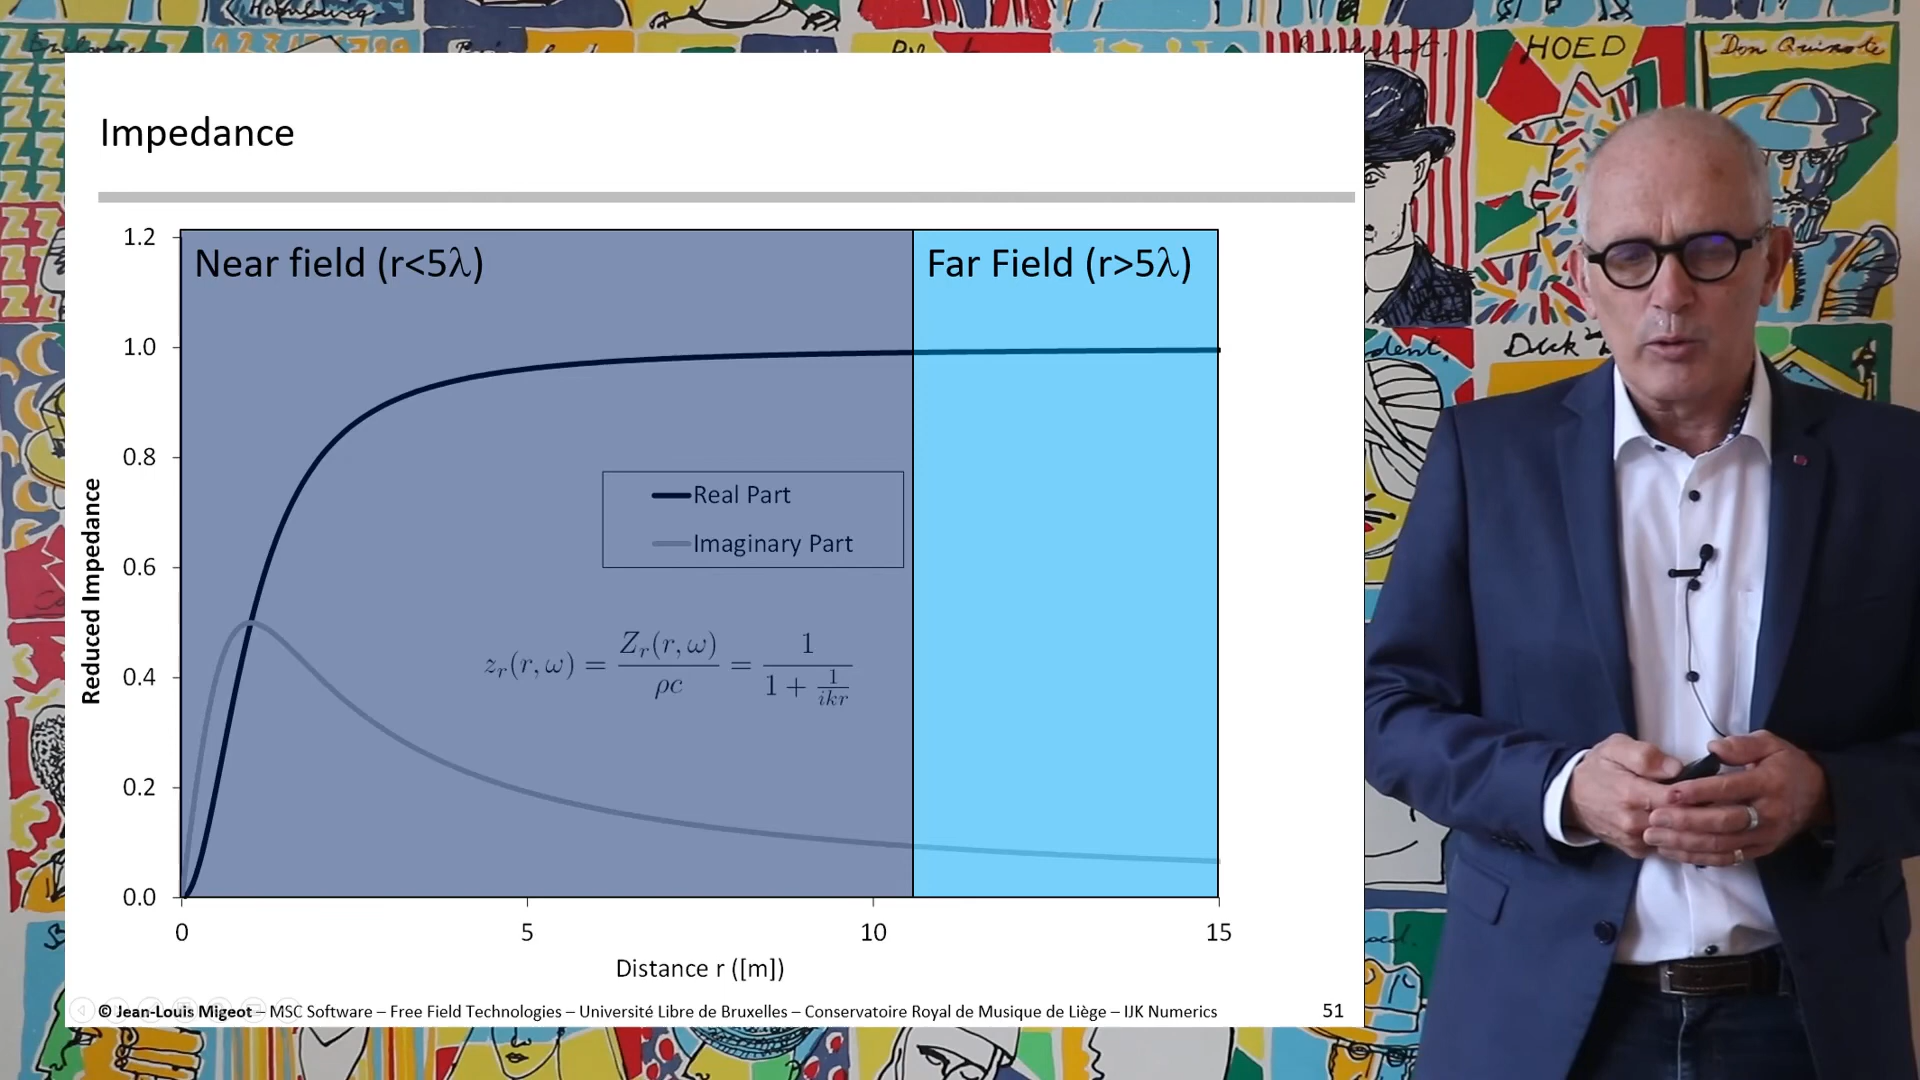 HOED
Don Quinote
Impedance
1.2
1.0
0.8
0.6
0.4
0.2
0.0
Reduced Impedance
Near field (r<5λ)
Far Field (r>5λ)
Real Part
Imaginary Part
z_r(r, ω) = Z_r(r, ω) / ρc = 1 / (1 + 1/(ikr))
0
5
10
15
Distance r ([m])
© Jean-Louis Migeot – MSC Software – Free Field Technologies – Université Libre de Bruxelles – Conservatoire Royal de Musique de Liège – IJK Numerics
51